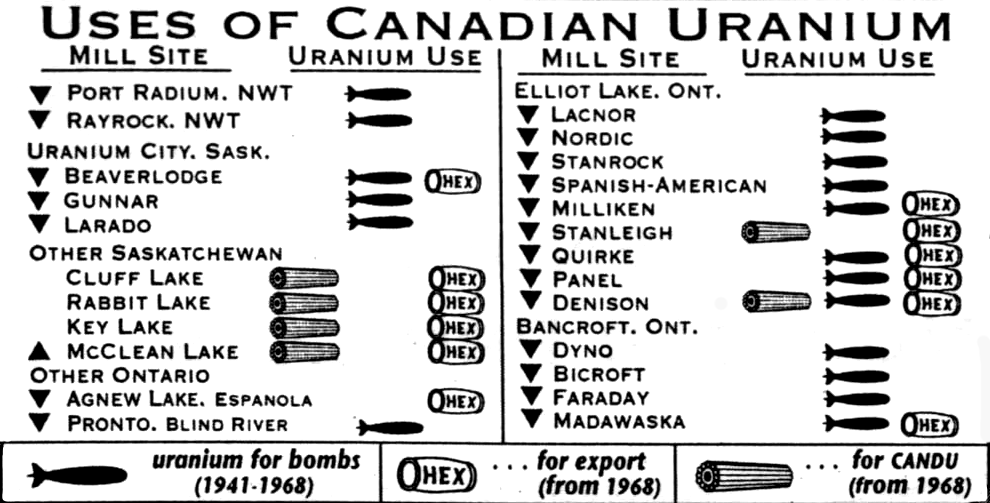 USES OF CANADIAN URANIUM
MILL SITE URANIUM USE
PORT RADIUM. NWT
RAYROCK. NWT
URANIUM CITY. SASK.
BEAVERLODGE HEX
GUNNAR
LARADO
OTHER SASKATCHEWAN
CLUFF LAKE HEX
RABBIT LAKE HEX
KEY LAKE HEX
MCCLEAN LAKE HEX
OTHER ONTARIO
AGNEW LAKE. ESPANOLA HEX
PRONTO. BLIND RIVER
MILL SITE URANIUM USE
ELLIOT LAKE. ONT.
LACNOR
NORDIC
STANROCK
SPANISH-AMERICAN
MILLIKEN HEX
STANLEIGH HEX
QUIRKE HEX
PANEL HEX
DENISON HEX
BANCROFT. ONT.
DYNO
BICROFT
FARADAY
MADAWASKA HEX
uranium for bombs
(1941-1968)
HEX ... for export
(from 1968)
... for CANDU
(from 1968)